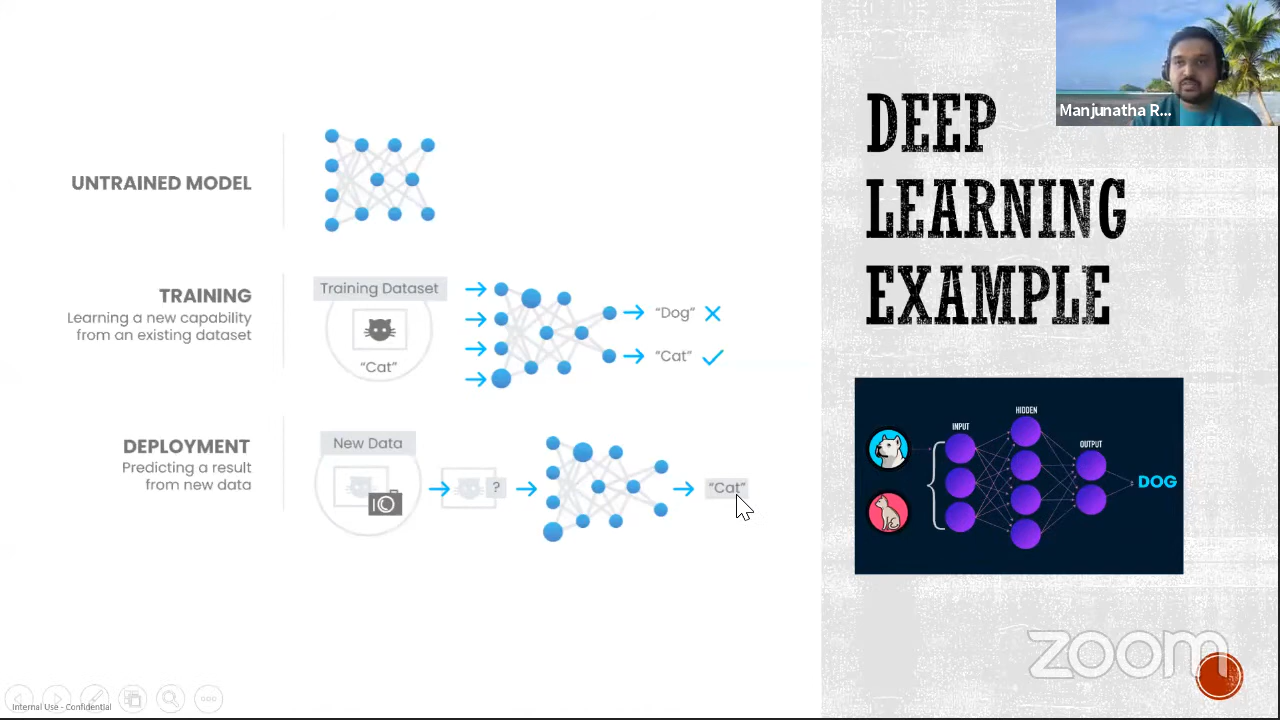 UNTRAINED MODEL
TRAINING
Learning a new capability
from an existing dataset
Training Dataset
“Cat”
“Dog”
“Cat”
DEPLOYMENT
Predicting a result
from new data
New Data
?
“Cat”
DEEP
LEARNING
EXAMPLE
INPUT
HIDDEN
OUTPUT
DOG
Manjunatha R...
zoom
Internal Use - Confidential